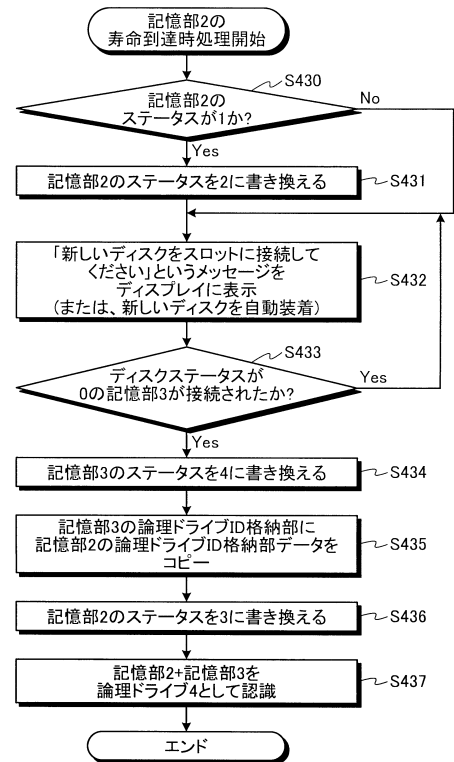 記憶部2の
寿命到達時処理開始
S430
記憶部2の
ステータスが1か?
No
Yes
記憶部2のステータスを2に書き換える
S431
「新しいディスクをスロットに接続して
ください」というメッセージを
ディスプレイに表示
(または、新しいディスクを自動装着)
S432
S433
ディスクステータスが
0の記憶部3が接続されたか?
Yes
Yes
記憶部3のステータスを4に書き換える
S434
記憶部3の論理ドライブID格納部に
記憶部2の論理ドライブID格納部データを
コピー
S435
記憶部2のステータスを3に書き換える
S436
記憶部2+記憶部3を
論理ドライブ4として認識
S437
エンド